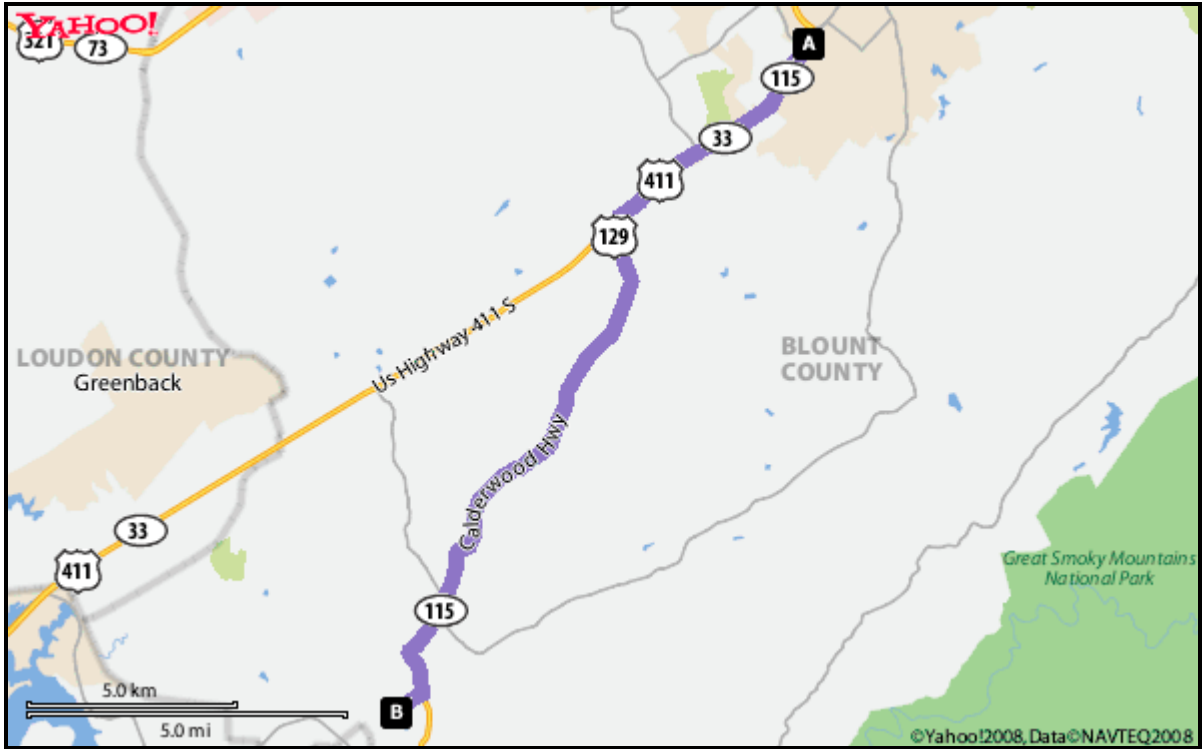 YAHOO!
321
73
A
115
33
411
129
Us Highway 411 S
LOUDON COUNTY
Greenback
BLOUNT
COUNTY
Calderwood Hwy
33
411
Great Smoky Mountains
National Park
115
5.0 km
5.0 mi
B
©Yahoo!2008, Data©NAVTEQ2008